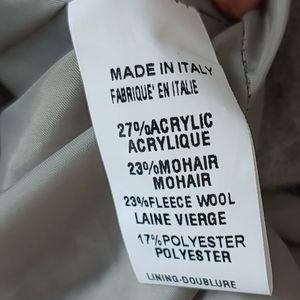 MADE IN ITALY
FABRIQUE' EN ITALIE
27%ACRYLIC
ACRYLIQUE
23%MOHAIR
MOHAIR
23%FLEECE WOOL
LAINE VIERGE
17%POLYESTER
POLYESTER
LINING-DOUBLURE